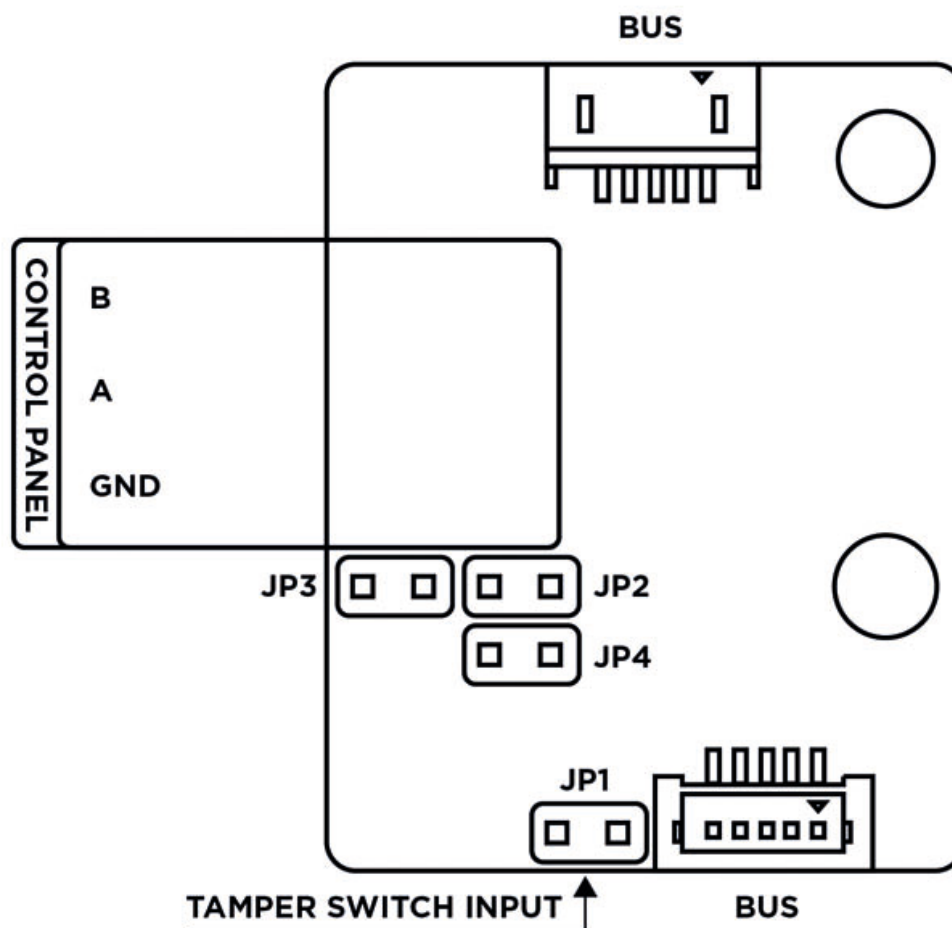 BUS
CONTROL PANEL
B
A
GND
JP3
JP2
JP4
JP1
TAMPER SWITCH INPUT
BUS